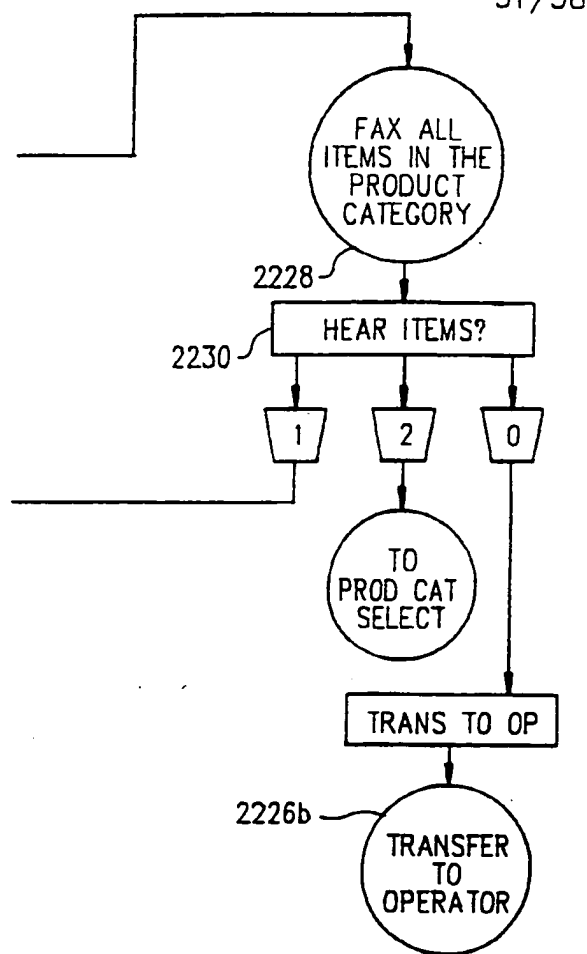 FAX ALL
ITEMS IN THE
PRODUCT
CATEGORY
2228
HEAR ITEMS?
2230
1 2 0
TO
PROD CAT
SELECT
TRANS TO OP
2226b
TRANSFER
TO
OPERATOR